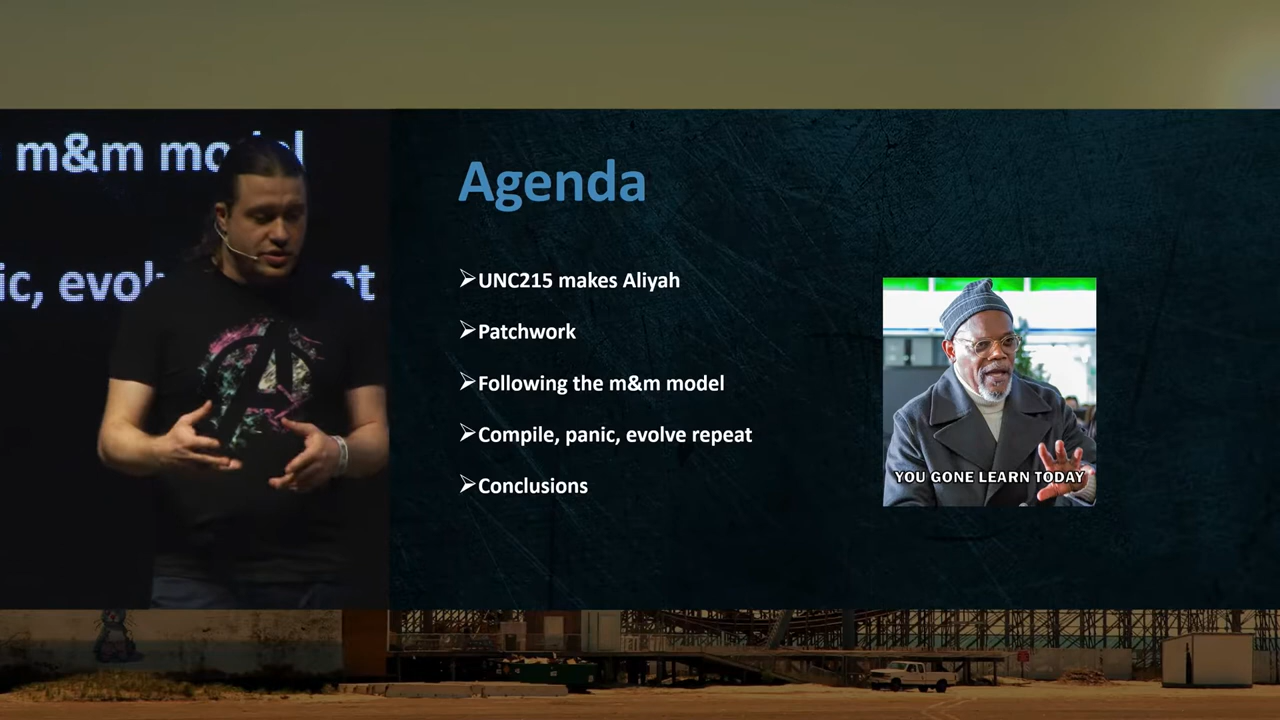 m&m model
ic, evol at
Agenda
➢UNC215 makes Aliyah
➢Patchwork
➢Following the m&m model
➢Compile, panic, evolve repeat
➢Conclusions
YOU GONE LEARN TODAY